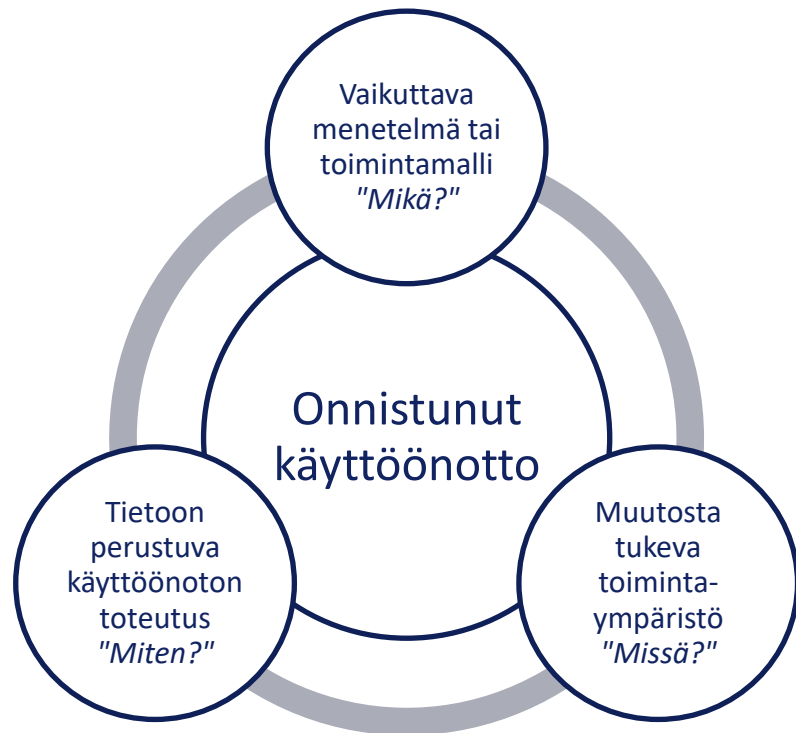 Vaikuttava
menetelmä tai
toimintamalli
"Mikä?"
Onnistunut
käyttöönotto
Tietoon
perustuva
käyttöönoton
toteutus
"Miten?"
Muutosta
tukeva
toiminta-
ympäristö
"Missä?"